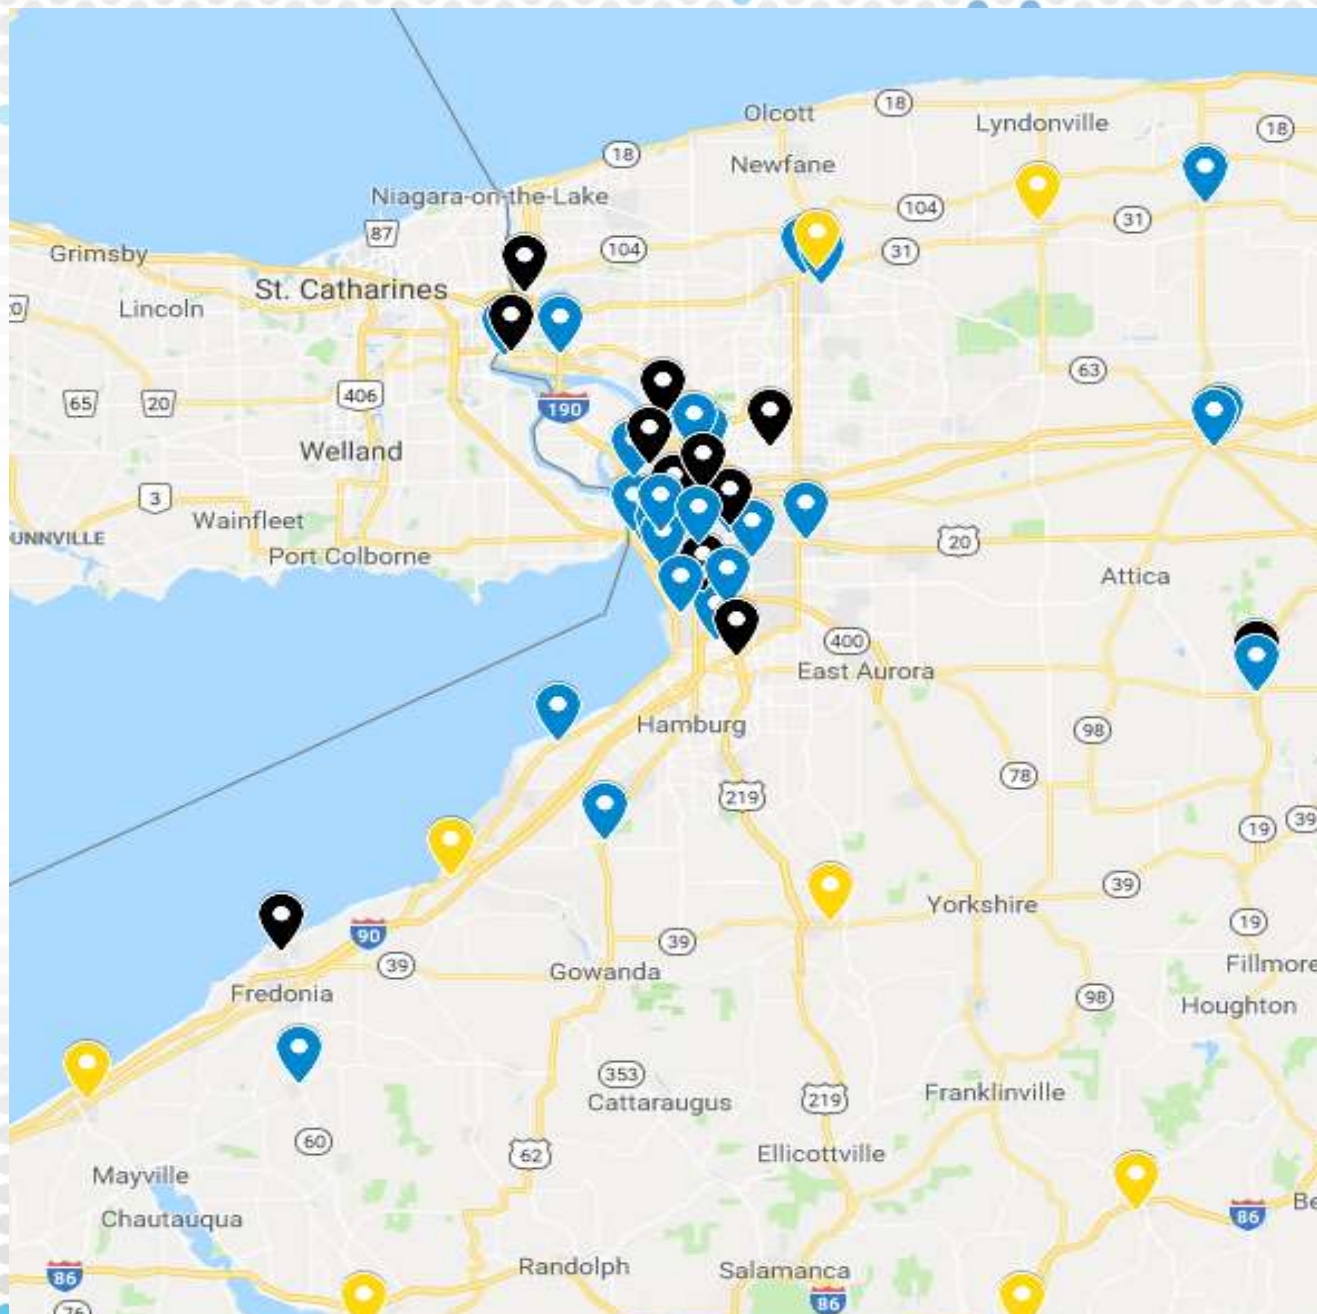 Olcott
18
Lyndonville
18
18
Newfane
Niagara-on-the-Lake
104
31
87
104
31
Grimsby
St. Catharines
Lincoln
63
65
20
406
190
Welland
3
Wainfleet
UNNVILLE
20
Port Colborne
Attica
400
East Aurora
Hamburg
98
78
219
19
39
39
Yorkshire
19
90
39
39
Gowanda
Fillmore
Fredonia
98
Houghton
353
Cattaraugus
219
Franklinville
60
62
Ellicottville
Mayville
86
Be
Chautauqua
Randolph
Salamanca
86
86
76